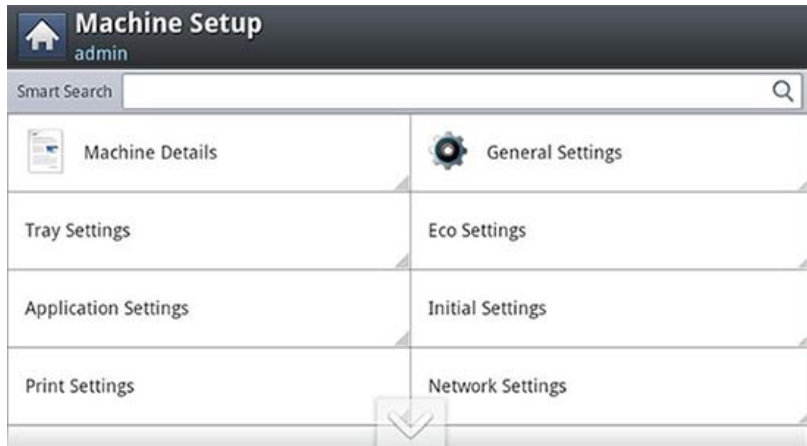 Machine Setup
admin
Smart Search
Machine Details
General Settings
Tray Settings
Eco Settings
Application Settings
Initial Settings
Print Settings
Network Settings